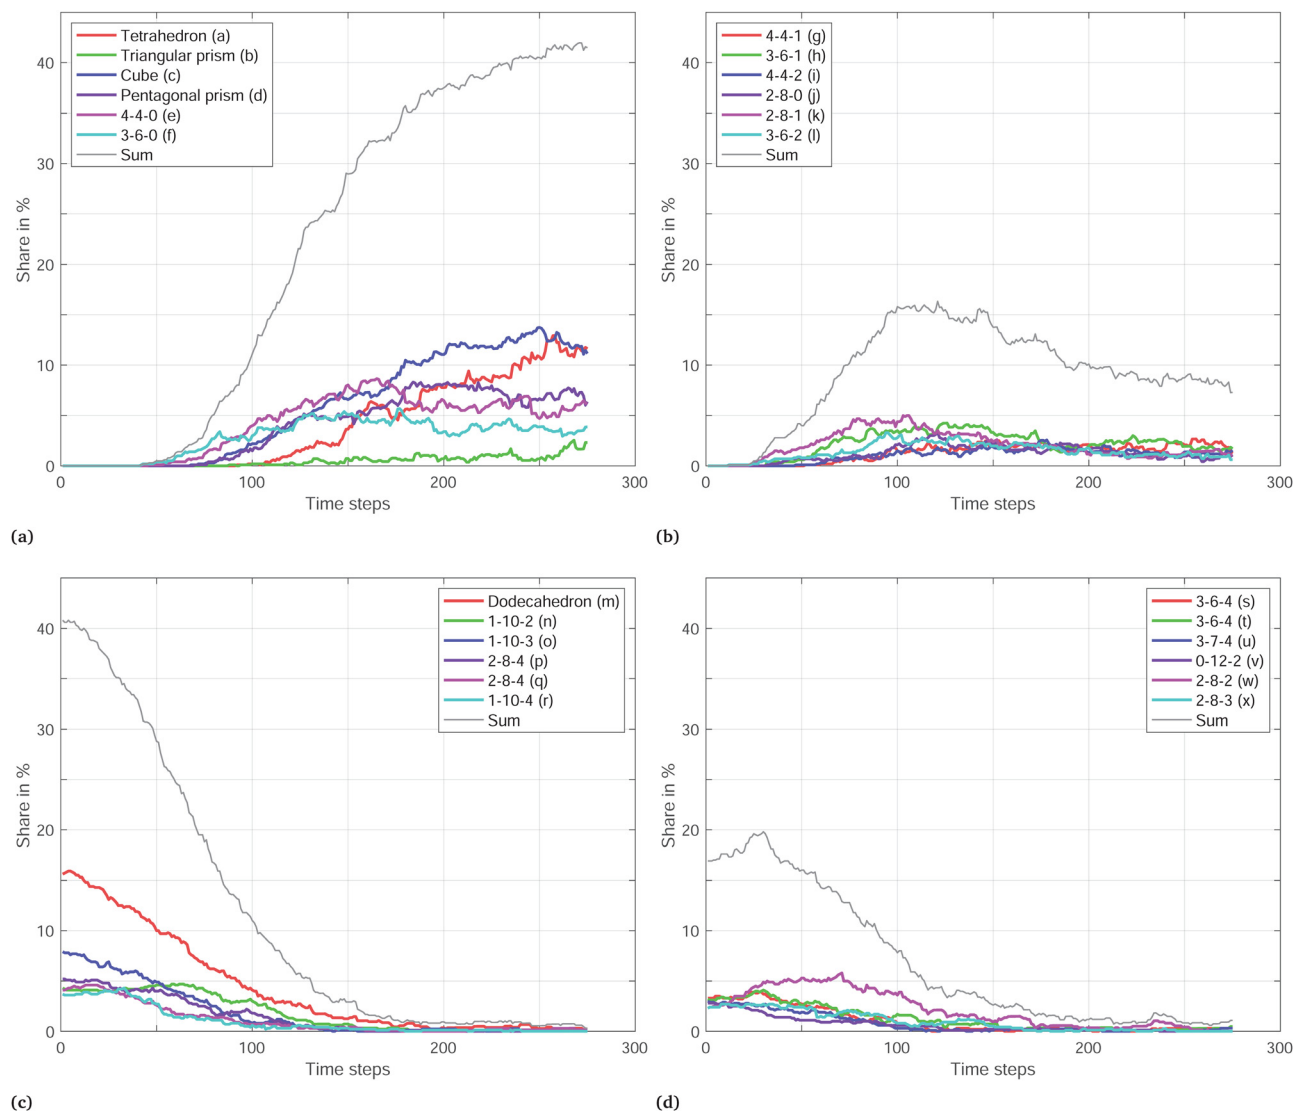 Tetrahedron (a)
Triangular prism (b)
Cube (c)
Pentagonal prism (d)
4-4-0 (e)
3-6-0 (f)
Sum
40
30
20
10
0
Share in %
0
100
200
300
Time steps
(a)
4-4-1 (g)
3-6-1 (h)
4-4-2 (i)
2-8-0 (j)
2-8-1 (k)
3-6-2 (l)
Sum
40
30
20
10
0
Share in %
0
100
200
300
Time steps
(b)
Dodecahedron (m)
1-10-2 (n)
1-10-3 (o)
2-8-4 (p)
2-8-4 (q)
1-10-4 (r)
Sum
40
30
20
10
0
Share in %
0
100
200
300
Time steps
(c)
3-6-4 (s)
3-6-4 (t)
3-7-4 (u)
0-12-2 (v)
2-8-2 (w)
2-8-3 (x)
Sum
40
30
20
10
0
Share in %
0
100
200
300
Time steps
(d)